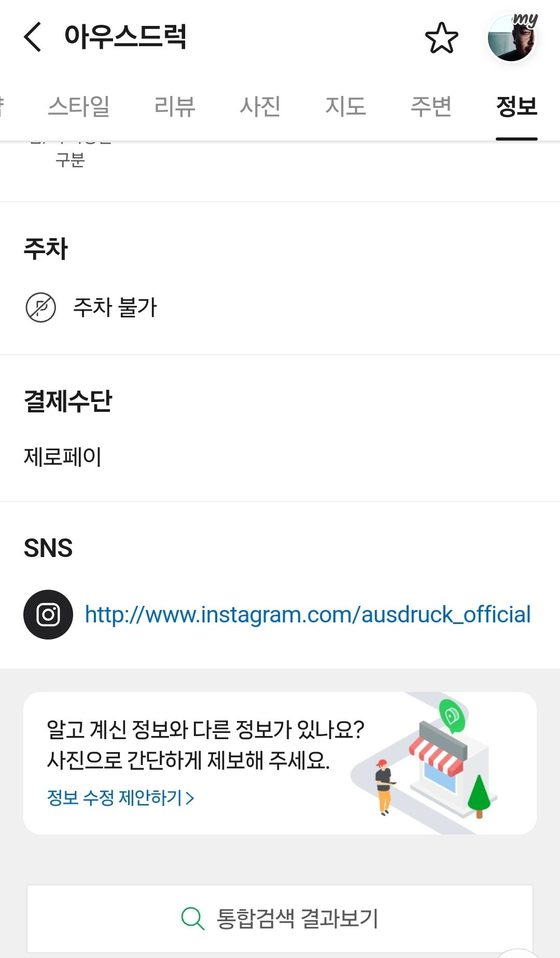 아우스드럭
my
스타일 리뷰 사진 지도 주변 정보
구분
주차
주차 불가
결제수단
제로페이
SNS
http://www.instagram.com/ausdruck_official
알고 계신 정보와 다른 정보가 있나요?
사진으로 간단하게 제보해 주세요.
정보 수정 제안하기
통합검색 결과보기